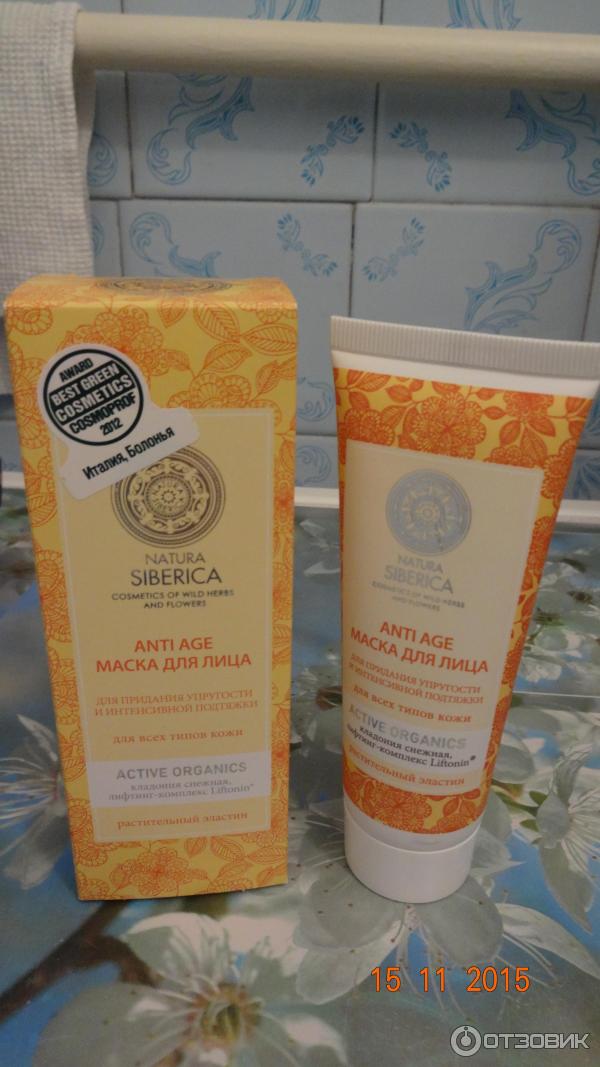 AWARD
BEST GREEN
COSMETICS
COSMOPROF
2012
Италия, Болонья
NATURA
SIBERICA
COSMETICS OF WILD HERBS
AND FLOWERS
ANTI AGE
МАСКА ДЛЯ ЛИЦА
ДЛЯ ПРИДАНИЯ УПРУГОСТИ
И ИНТЕНСИВНОЙ ПОДТЯЖКИ
для всех типов кожи
ACTIVE ORGANICS
кладония снежная,
лифтинг-комплекс Liftonin®
растительный эластин
NATURA
SIBERICA
COSMETICS OF WILD HERBS
AND FLOWERS
ANTI AGE
МАСКА ДЛЯ ЛИЦА
ДЛЯ ПРИДАНИЯ УПРУГОСТИ
И ИНТЕНСИВНОЙ ПОДТЯЖКИ
для всех типов кожи
ACTIVE ORGANICS
кладония снежная,
лифтинг-комплекс Liftonin®
растительный эластин
15 11 2015
ОТЗОВИК